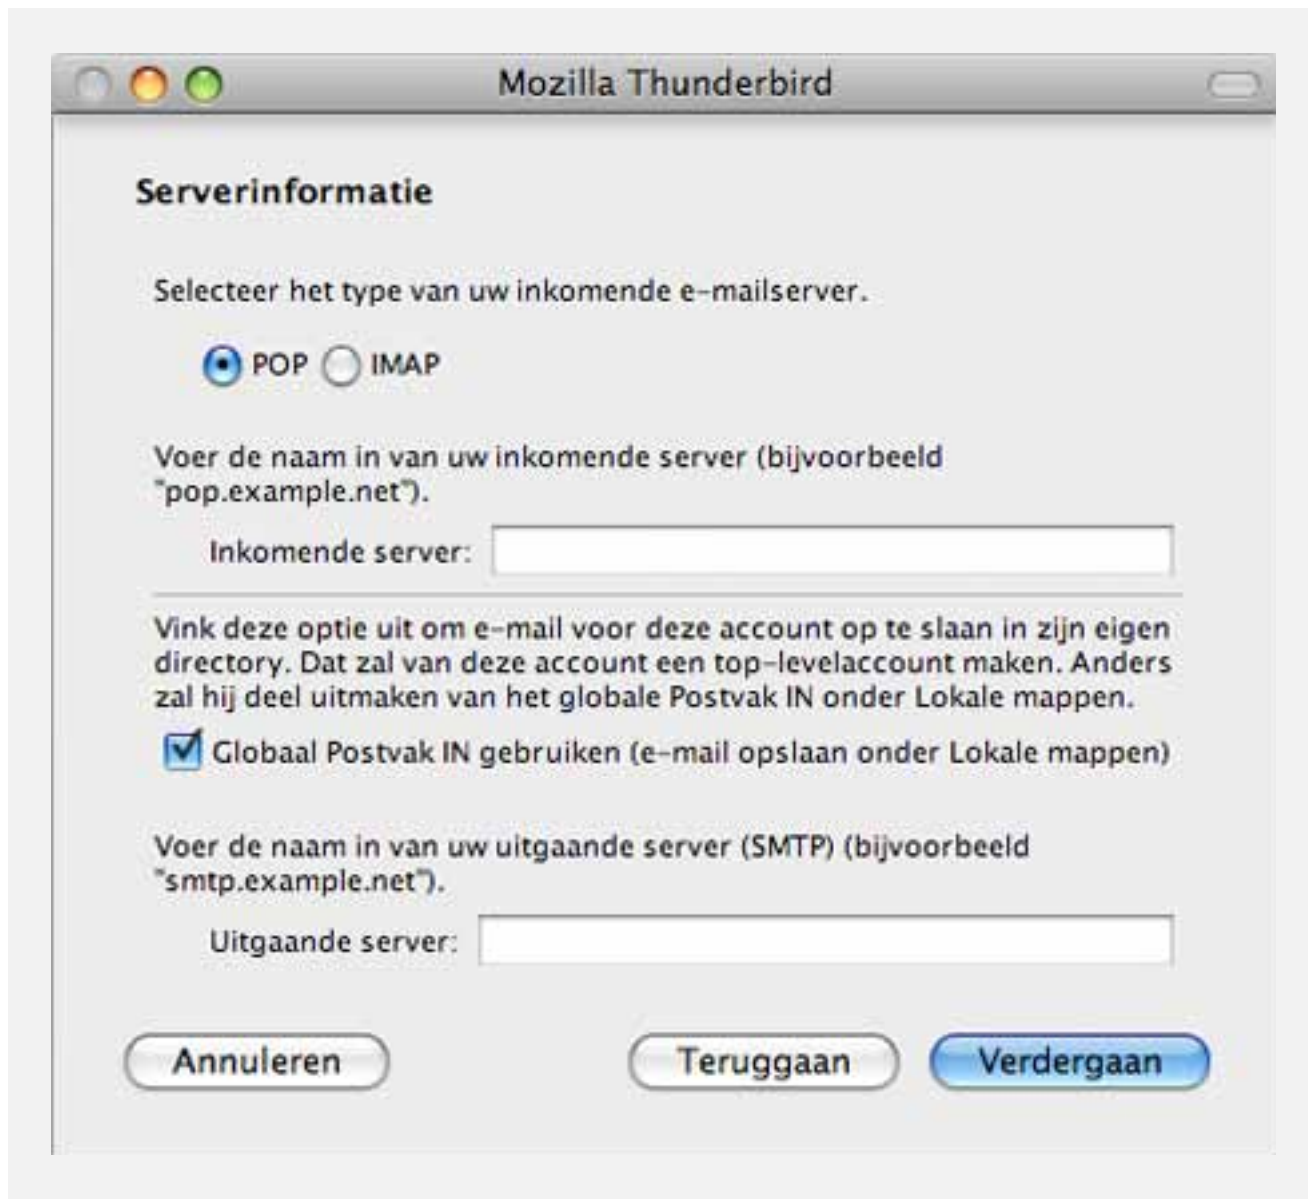 Mozilla Thunderbird
Serverinformatie
Selecteer het type van uw inkomende e-mailserver.
POP IMAP
Voer de naam in van uw inkomende server (bijvoorbeeld
"pop.example.net").
Inkomende server:
Vink deze optie uit om e-mail voor deze account op te slaan in zijn eigen
directory. Dat zal van deze account een top-levelaccount maken. Anders
zal hij deel uitmaken van het globale Postvak IN onder Lokale mappen.
Globaal Postvak IN gebruiken (e-mail opslaan onder Lokale mappen)
Voer de naam in van uw uitgaande server (SMTP) (bijvoorbeeld
"smtp.example.net").
Uitgaande server:
Annuleren Teruggaan Verdergaan